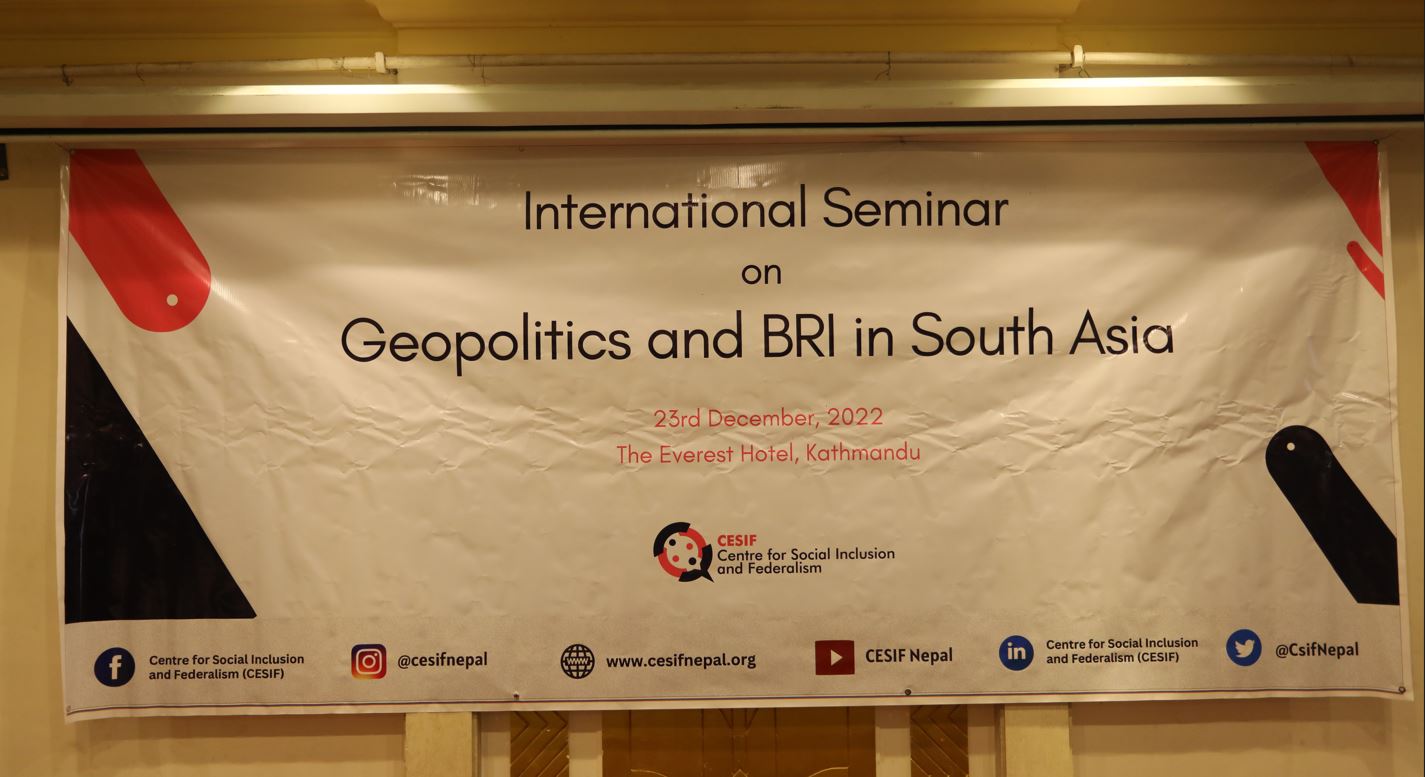 International Seminar
on
Geopolitics and BRI in South Asia
23rd December, 2022
The Everest Hotel, Kathmandu
CESIF
Centre for Social Inclusion
and Federalism
f
Centre for Social Inclusion
and Federalism (CESIF)
@cesifnepal
www
www.cesifnepal.org
CESIF Nepal
in
Centre for Social Inclusion
and Federalism (CESIF)
@CsifNepal